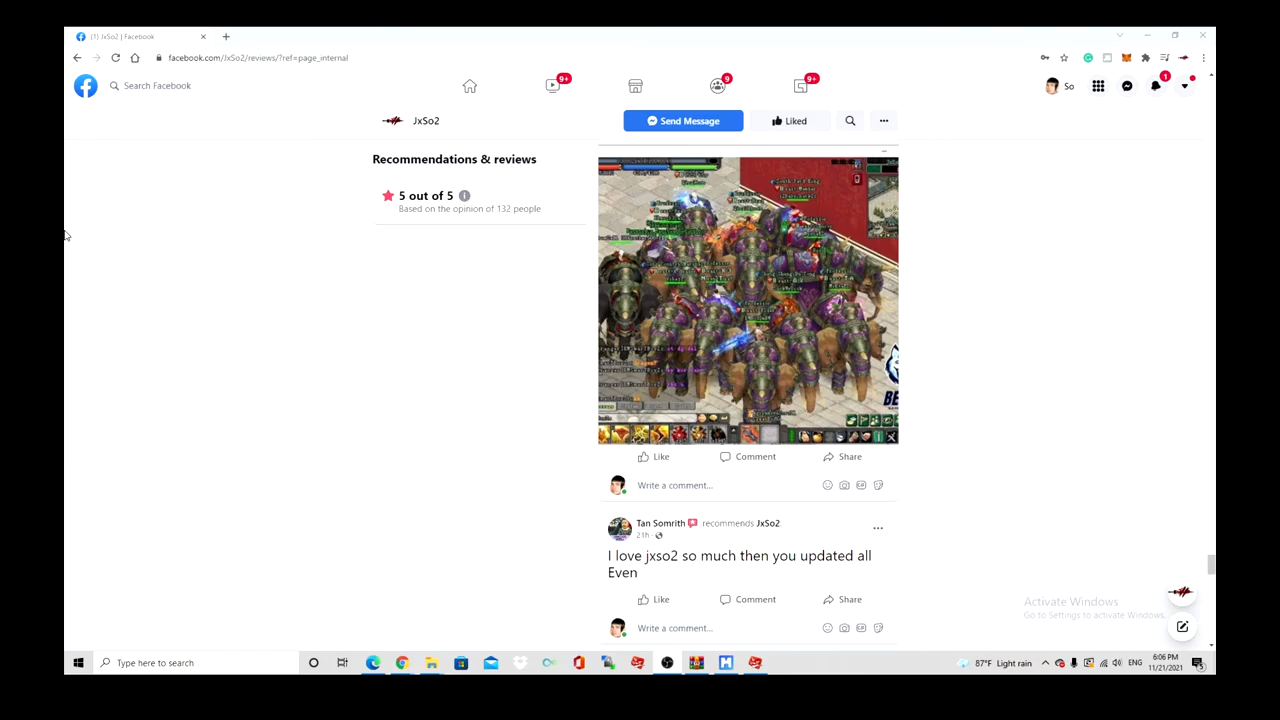 (1) JxSo2 | Facebook
facebook.com/JxSo2/reviews/?ref=page_internal
Search Facebook
9+
9
9+
So
1
JxSo2
Send Message
Liked
Recommendations & reviews
5 out of 5
Based on the opinion of 132 people
Like
Comment
Share
Write a comment...
Tan Somrith recommends JxSo2
21h
I love jxso2 so much then you updated all
Even
Like
Comment
Share
Write a comment...
Activate Windows
Go to Settings to activate Windows.
Type here to search
87°F Light rain
ENG
6:06 PM
11/21/2021
5